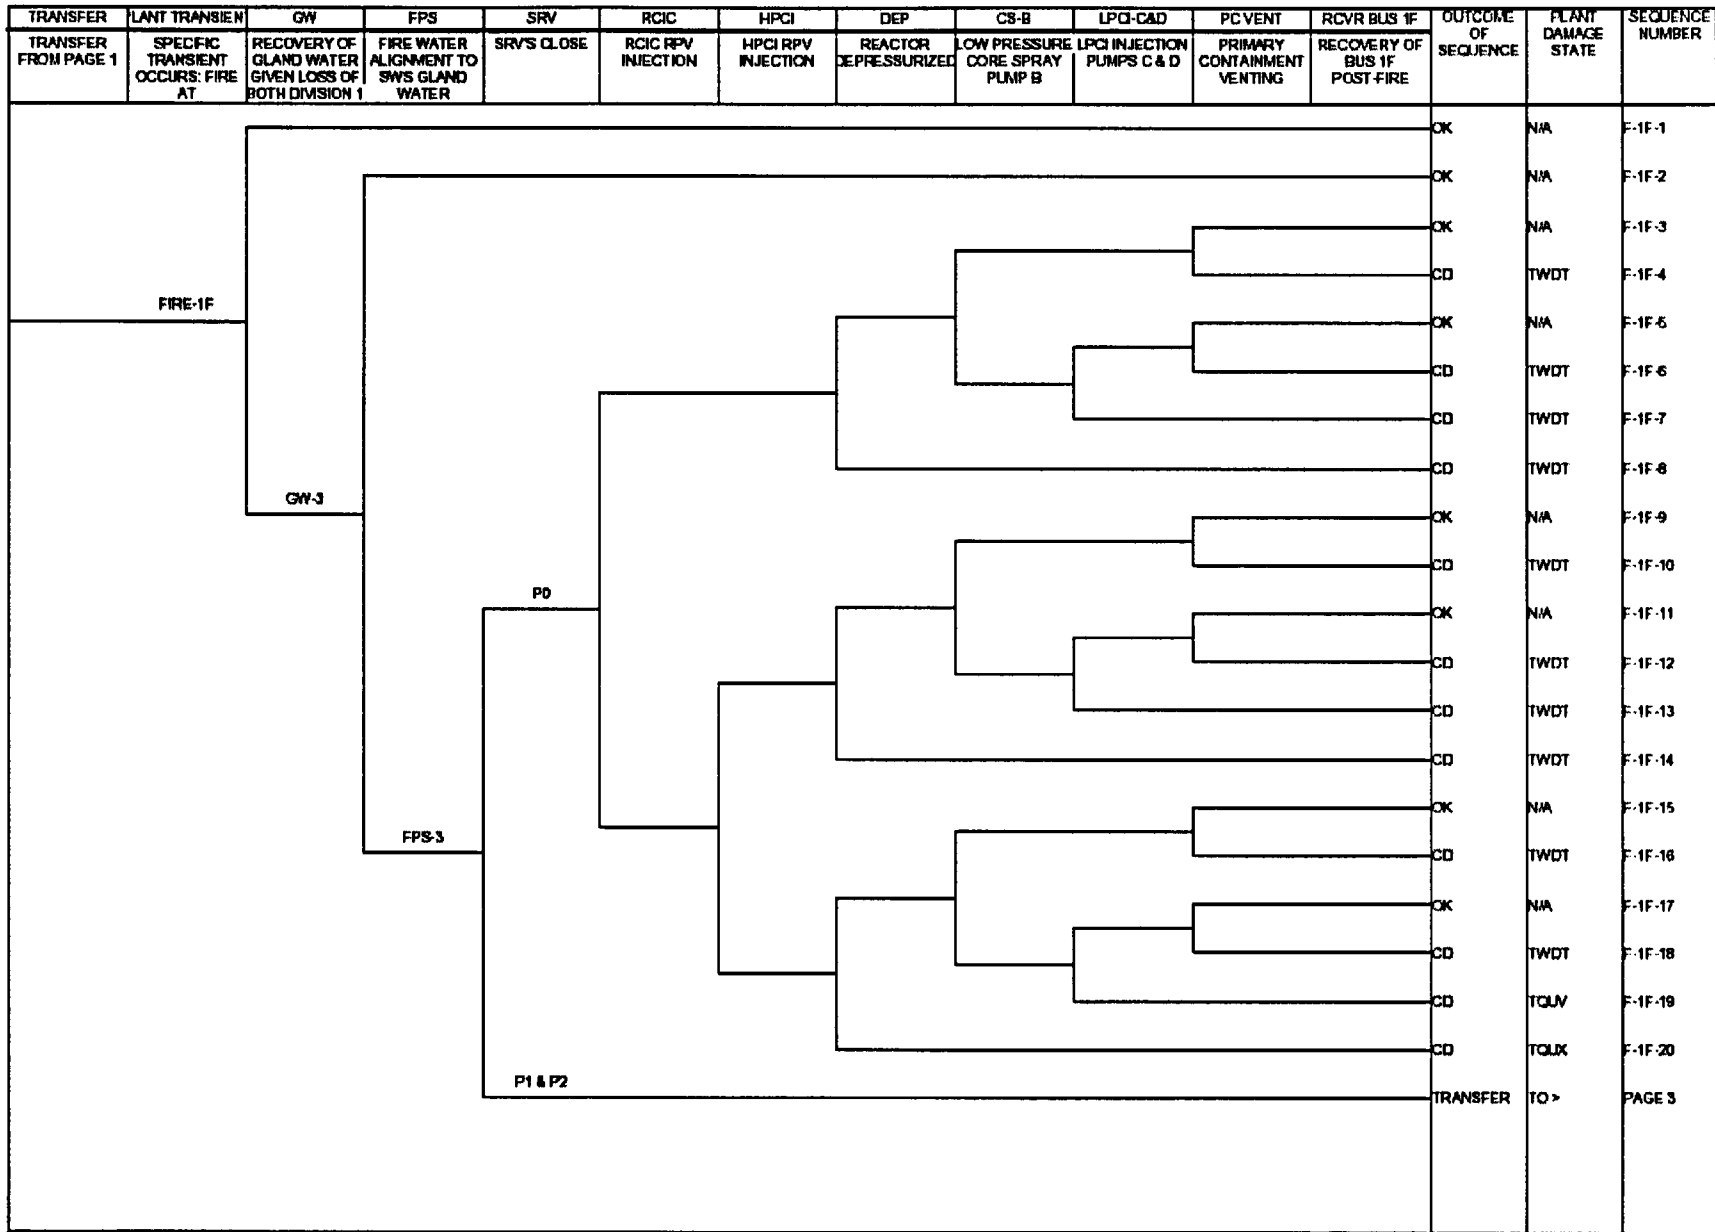 TRANSFER LANT TRANSIEN GW FPS SRV RCIC HPCI DEP CS-B LPCI-C&D PC VENT RCVR BUS 1F OUTCOME OF SEQUENCE PLANT DAMAGE STATE SEQUENCE NUMBER
TRANSFER FROM PAGE 1
SPECIFIC TRANSIENT OCCURS: FIRE AT
RECOVERY OF GLAND WATER GIVEN LOSS OF BOTH DIVISION 1
FIRE WATER ALIGNMENT TO SWS GLAND WATER
SRV'S CLOSE
RCIC RPV INJECTION
HPCI RPV INJECTION
REACTOR DEPRESSURIZED
LOW PRESSURE CORE SPRAY PUMP B
LPCI INJECTION PUMPS C & D
PRIMARY CONTAINMENT VENTING
RECOVERY OF BUS 1F POST-FIRE
OK N/A F-1F-1
OK N/A F-1F-2
OK N/A F-1F-3
CD TWDT F-1F-4
FIRE-1F
OK N/A F-1F-5
CD TWDT F-1F-6
CD TWDT F-1F-7
CD TWDT F-1F-8
GW-3
OK N/A F-1F-9
CD TWDT F-1F-10
P0
OK N/A F-1F-11
CD TWDT F-1F-12
CD TWDT F-1F-13
CD TWDT F-1F-14
OK N/A F-1F-15
FPS-3
CD TWDT F-1F-16
OK N/A F-1F-17
CD TWDT F-1F-18
CD TQUV F-1F-19
CD TQUX F-1F-20
P1 & P2
TRANSFER TO > PAGE 3